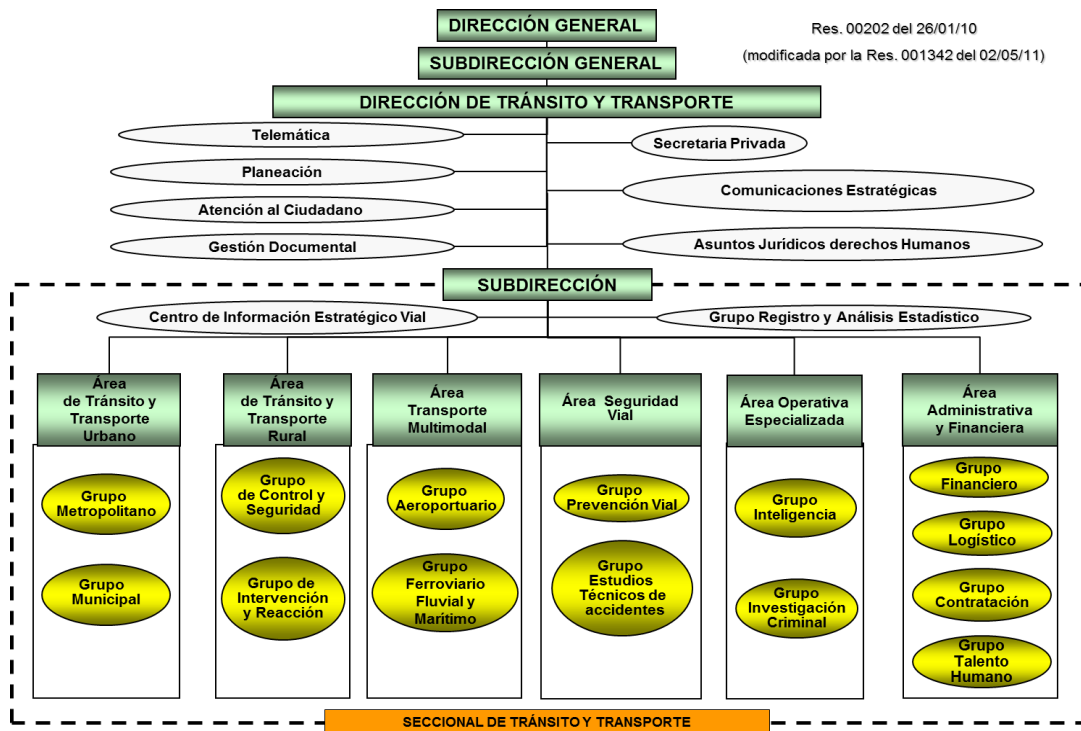 DIRECCIÓN GENERAL
Res. 00202 del 26/01/10
(modificada por la Res. 001342 del 02/05/11)
SUBDIRECCIÓN GENERAL
DIRECCIÓN DE TRÁNSITO Y TRANSPORTE
Telemática
Secretaria Privada
Planeación
Comunicaciones Estratégicas
Atención al Ciudadano
Gestión Documental
Asuntos Juridicos derechos Humanos
SUBDIRECCIÓN
Centro de Información Estratégico Vial
Grupo Registro y Análisis Estadístico
Área
de Tránsito y
Transporte
Urbano
Área
de Tránsito y
Transporte
Rural
Área
Transporte
Multimodal
Área Seguridad
Vial
Área Operativa
Especializada
Área
Administrativa
y Financiera
Grupo
Metropolitano
Grupo
Municipal
Grupo
de Control y
Seguridad
Grupo de
Intervención
y Reacción
Grupo
Aeroportuario
Grupo
Ferroviario
Fluvial y
Marítimo
Grupo
Prevención Vial
Grupo
Estudios
Técnicos de
accidentes
Grupo
Inteligencia
Grupo
Investigación
Criminal
Grupo
Financiero
Grupo
Logístico
Grupo
Contratación
Grupo
Talento
Humano
SECCIONAL DE TRÁNSITO Y TRANSPORTE